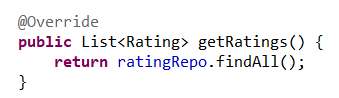 @Override
public List<Rating> getRatings() {
    return ratingRepo.findAll();
}